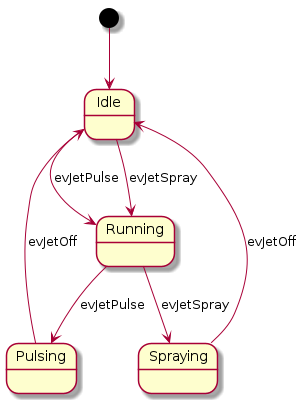 Idle
evJetPulse
evJetSpray
Running
evJetOff
evJetOff
evJetPulse
evJetSpray
Pulsing
Spraying